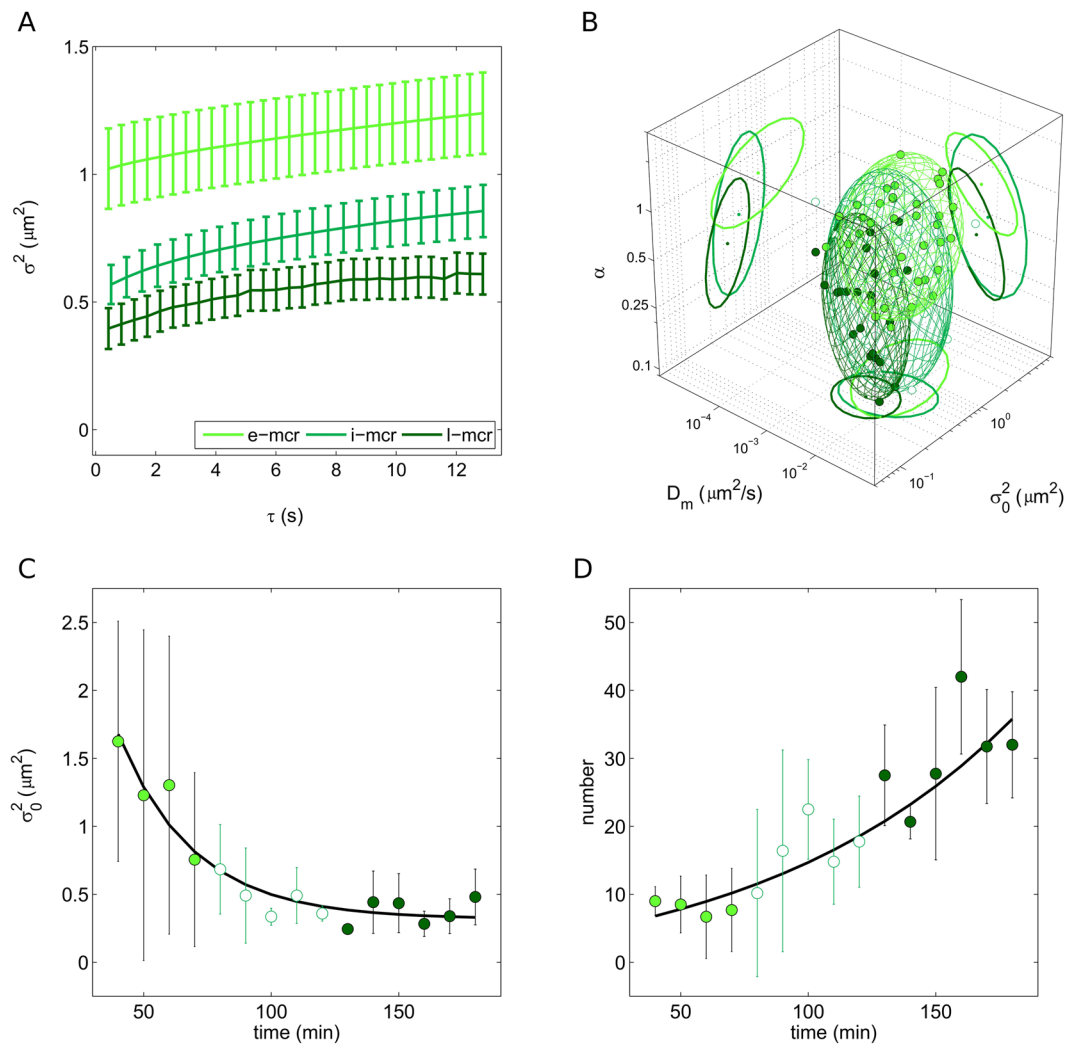 A
1.5
1
0.5
0
σ² (μm²)
e−mcr
i−mcr
l−mcr
0
2
4
6
8
10
12
τ (s)
B
1
0.5
0.25
0.1
α
10⁻⁴
10⁻³
10⁻²
D_m (μm²/s)
10⁻¹
10⁰
σ₀² (μm²)
C
2.5
2
1.5
1
0.5
0
σ₀² (μm²)
50
100
150
time (min)
D
50
40
30
20
10
0
number
50
100
150
time (min)